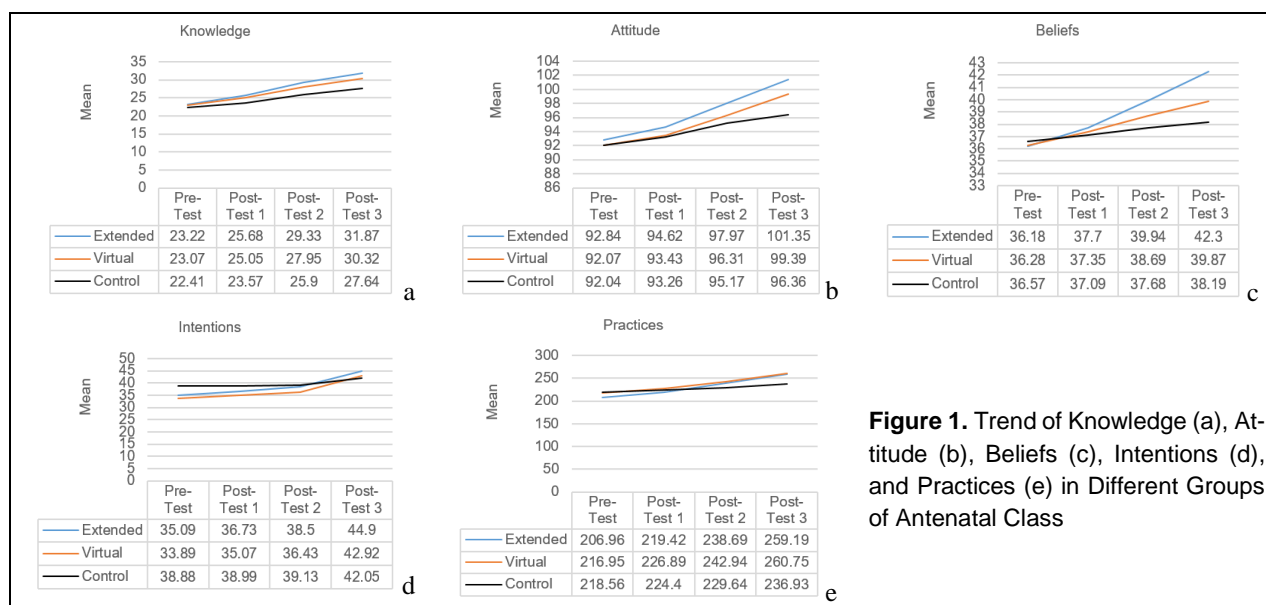 Knowledge
Mean
35
30
25
20
15
10
5
0
Pre-Test Post-Test 1 Post-Test 2 Post-Test 3
Extended 23.22 25.68 29.33 31.87
Virtual 23.07 25.05 27.95 30.32
Control 22.41 23.57 25.9 27.64
a
Attitude
Mean
104
102
100
98
96
94
92
90
88
86
Pre-Test Post-Test 1 Post-Test 2 Post-Test 3
Extended 92.84 94.62 97.97 101.35
Virtual 92.07 93.43 96.31 99.39
Control 92.04 93.26 95.17 96.36
b
Beliefs
Mean
43
42
41
40
39
38
37
36
35
34
33
Pre-Test Post-Test 1 Post-Test 2 Post-Test 3
Extended 36.18 37.7 39.94 42.3
Virtual 36.28 37.35 38.69 39.87
Control 36.57 37.09 37.68 38.19
c
Intentions
Mean
50
45
40
35
30
25
20
15
10
5
0
Pre-Test Post-Test 1 Post-Test 2 Post-Test 3
Extended 35.09 36.73 38.5 44.9
Virtual 33.89 35.07 36.43 42.92
Control 38.88 38.99 39.13 42.05
d
Practices
Mean
300
250
200
150
100
50
0
Pre-Test Post-Test 1 Post-Test 2 Post-Test 3
Extended 206.96 219.42 238.69 259.19
Virtual 216.95 226.89 242.94 260.75
Control 218.56 224.4 229.64 236.93
e
Figure 1. Trend of Knowledge (a), At-
titude (b), Beliefs (c), Intentions (d),
and Practices (e) in Different Groups
of Antenatal Class